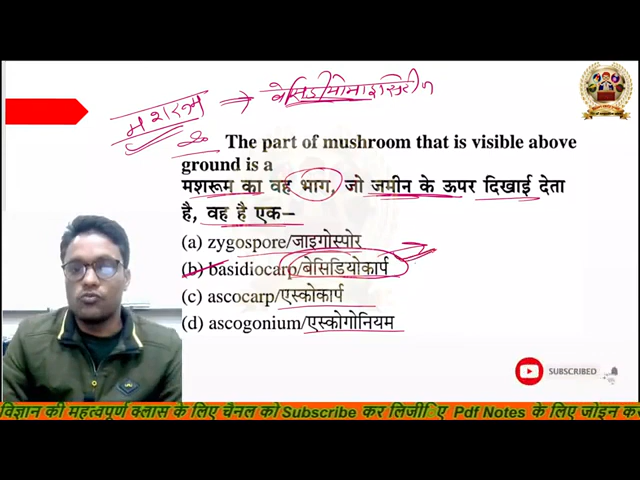 मशरूम → बेसिडीयोमाइसिटीज
The part of mushroom that is visible above
ground is a
मशरूम का वह भाग, जो जमीन के ऊपर दिखाई देता
है, वह है एक–
(a) zygospore/जाइगोस्पोर
(b) basidiocarp/बेसिडियोकार्प
(c) ascocarp/एस्कोकार्प
(d) ascogonium/एस्कोगोनियम
SUBSCRIBED
विज्ञान की महत्वपूर्ण क्लास के लिए चैनल को Subscribe कर लिजींए Pdf Notes के लिए जोइन कर